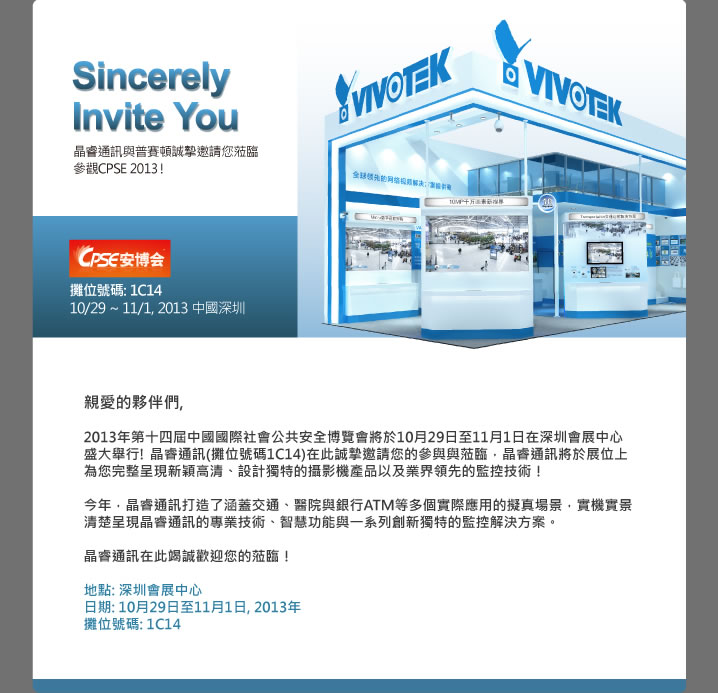 Sincerely
Invite You
晶睿通訊與普賽頓誠摯邀請您蒞臨
參觀CPSE 2013!
VIVOTEK
VIVOTEK
10MP千万画素新视界
CPSE安博会
攤位號碼: 1C14
10/29 ~ 11/1, 2013 中國深圳
親愛的夥伴們,
2013年第十四届中國國際社會公共安全博覽會將於10月29日至11月1日在深圳會展中心
盛大舉行! 晶睿通訊(攤位號碼1C14)在此誠摯邀請您的參與與蒞臨，晶睿通訊將於展位上
為您完整呈現新穎高清、設計獨特的攝影機產品以及業界領先的監控技術！
今年，晶睿通訊打造了涵蓋交通、醫院與銀行ATM等多個實際應用的擬真場景，實機實景
清楚呈現晶睿通訊的專業技術、智慧功能與一系列創新獨特的監控解決方案。
晶睿通訊在此竭誠歡迎您的蒞臨！
地點: 深圳會展中心
日期: 10月29日至11月1日, 2013年
攤位號碼: 1C14